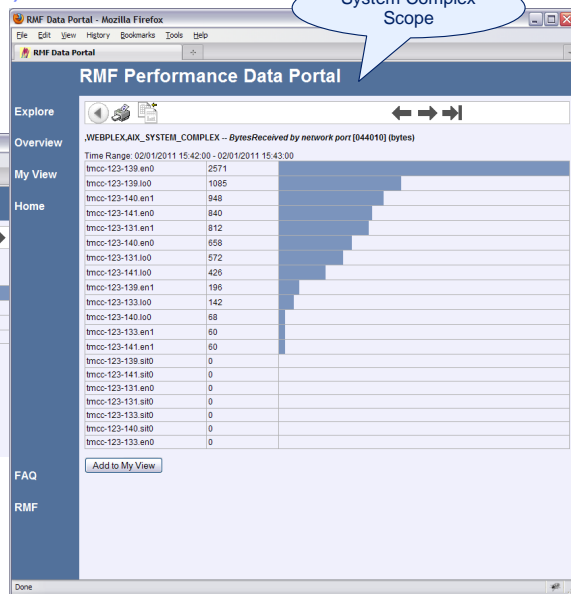 System Complex
Scope
RMF Data Portal - Mozilla Firefox
File Edit View History Bookmarks Tools Help
RMF Data Portal
RMF Performance Data Portal
Explore
Overview
My View
Home
FAQ
RMF
,WEBPLEX,AIX_SYSTEM_COMPLEX -- BytesReceived by network port [044010] (bytes)
Time Range: 02/01/2011 15:42:00 - 02/01/2011 15:43:00
tmcc-123-139.en0 2571
tmcc-123-139.lo0 1085
tmcc-123-140.en1 948
tmcc-123-141.en0 840
tmcc-123-131.en1 812
tmcc-123-140.en0 658
tmcc-123-131.lo0 572
tmcc-123-141.lo0 426
tmcc-123-139.en1 196
tmcc-123-133.lo0 142
tmcc-123-140.lo0 68
tmcc-123-133.en1 60
tmcc-123-141.en1 60
tmcc-123-139.sit0 0
tmcc-123-141.sit0 0
tmcc-123-131.en0 0
tmcc-123-131.sit0 0
tmcc-123-133.sit0 0
tmcc-123-140.sit0 0
tmcc-123-133.en0 0
Add to My View
Done